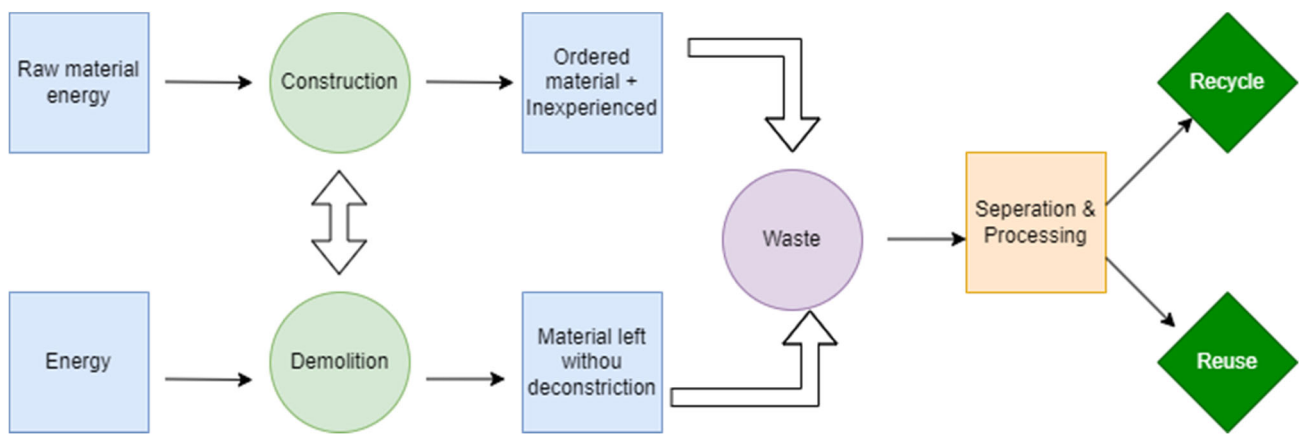 Raw material
energy
Construction
Ordered
material +
Inexperienced
Recycle
Waste
Seperation &
Processing
Energy
Demolition
Material left
withou
deconstriction
Reuse